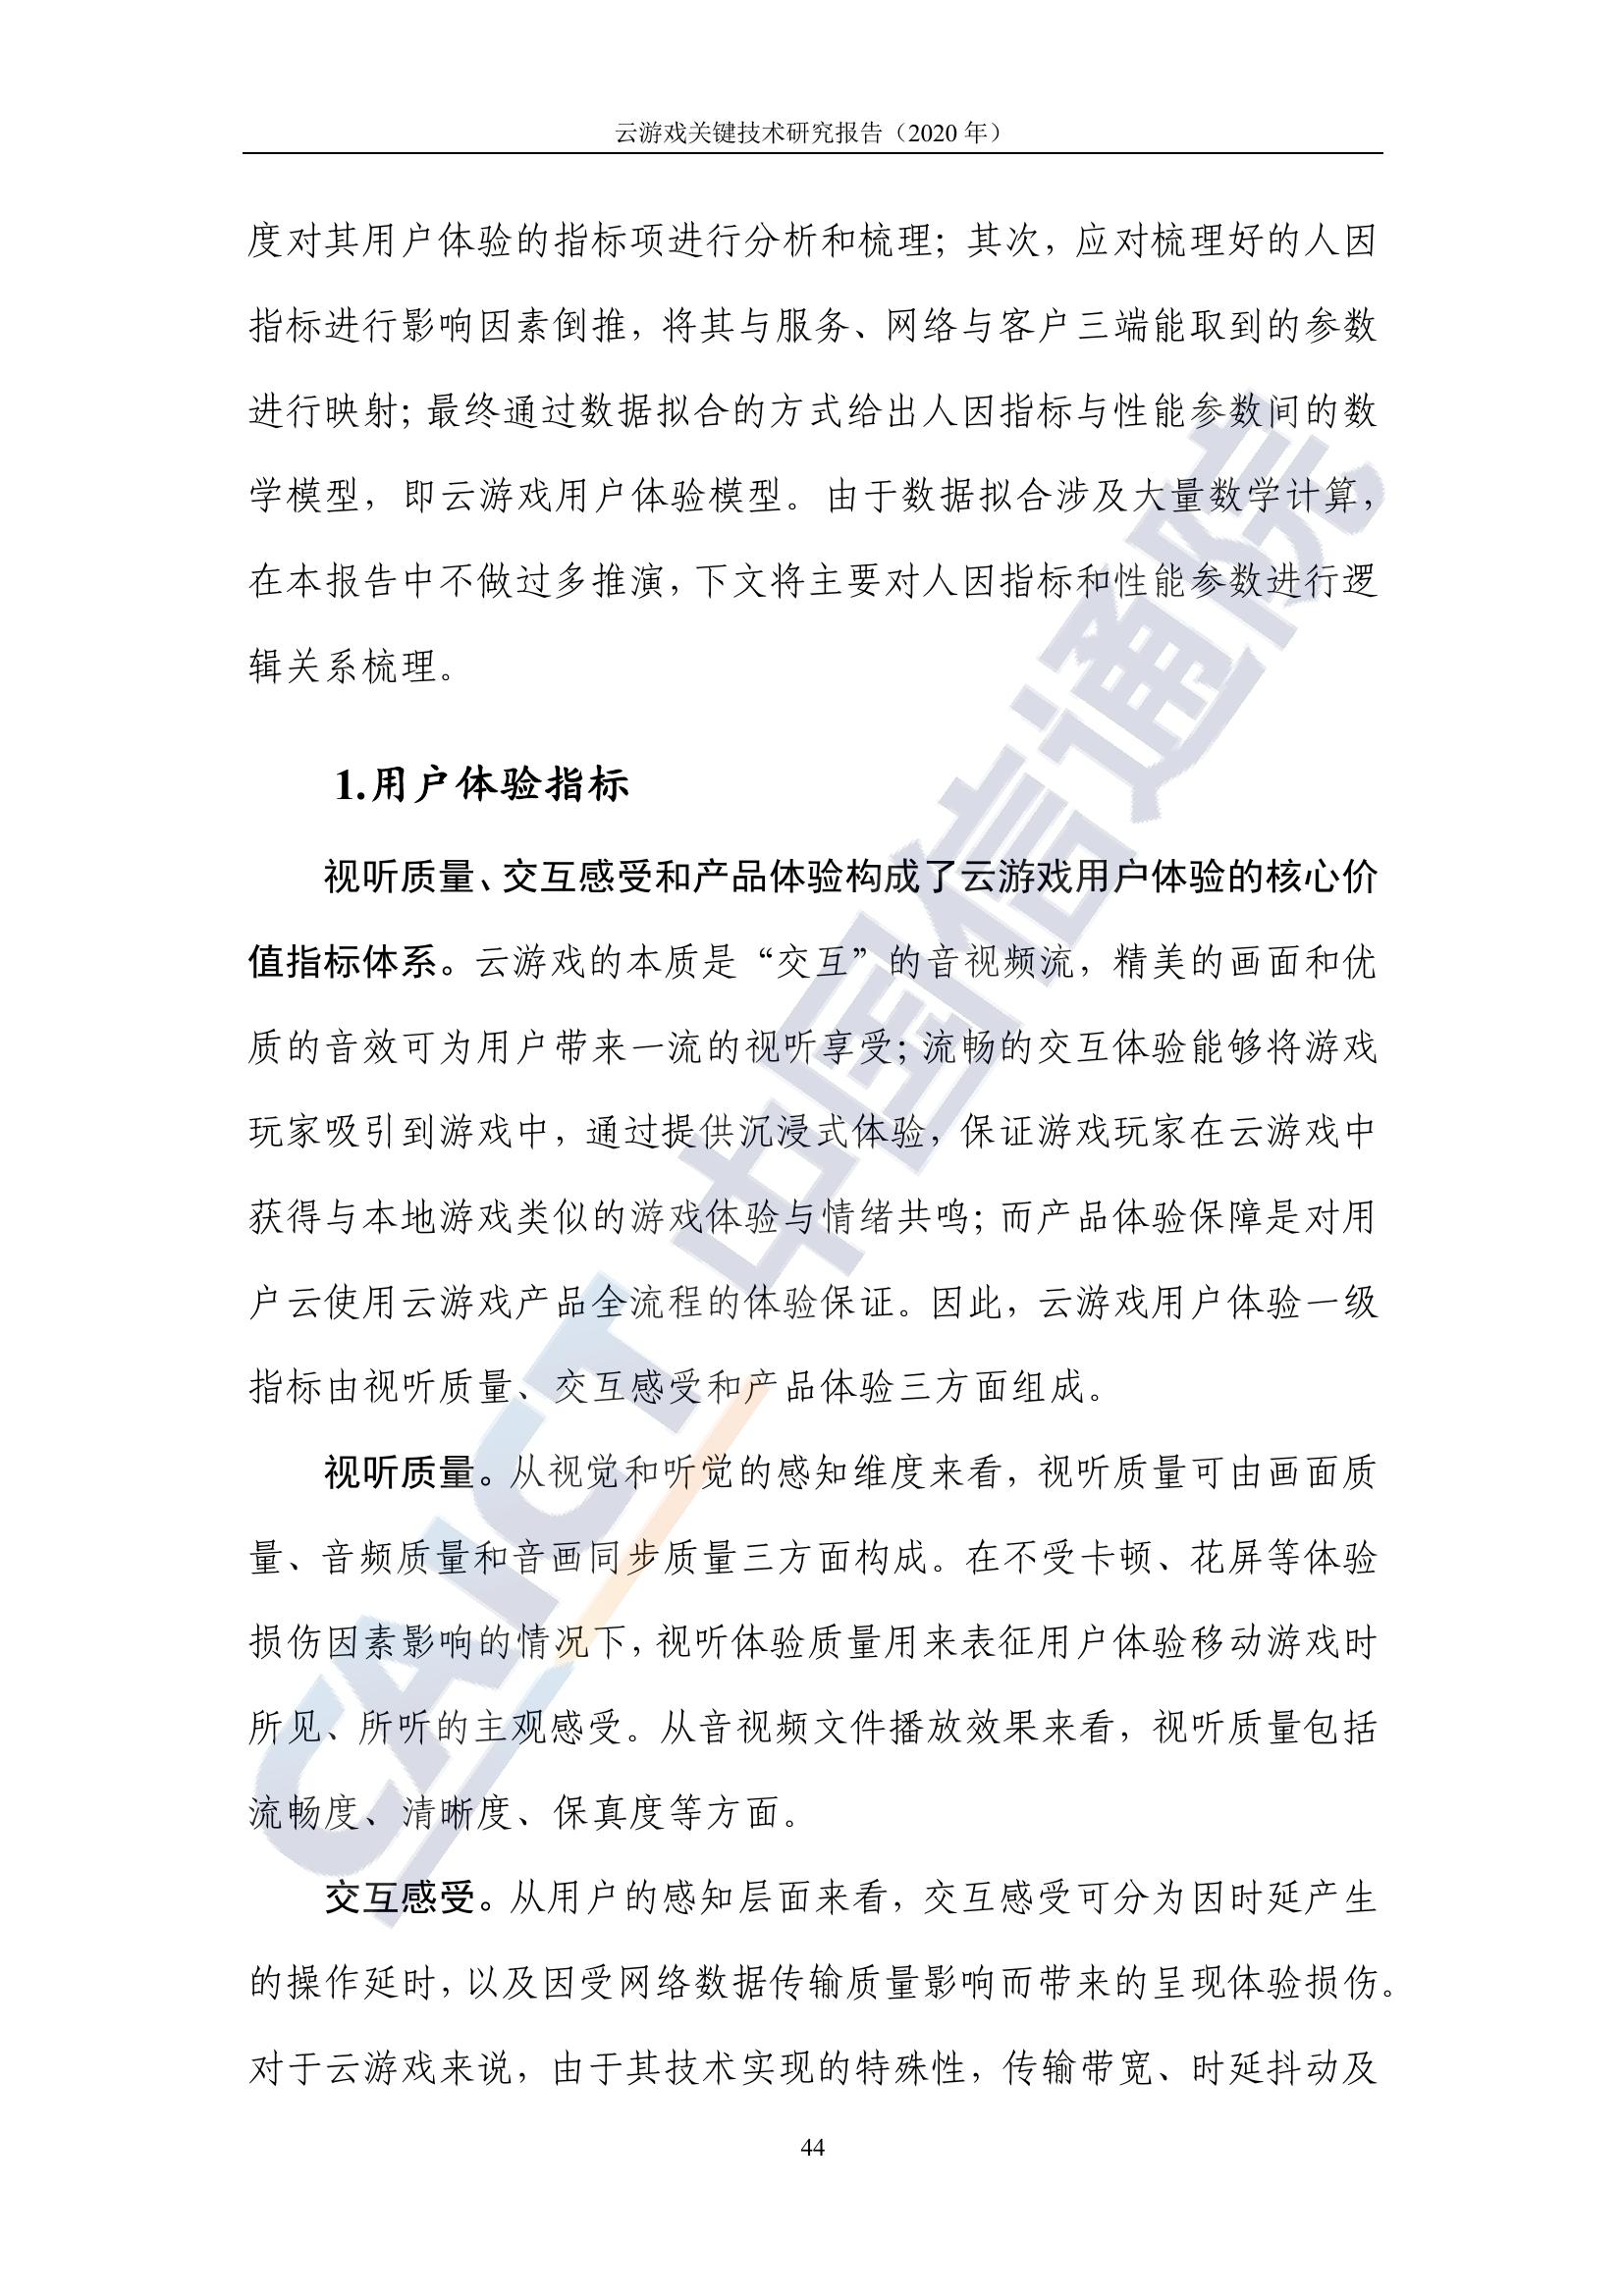 云游戏关键技术研究报告（2020 年）
度对其用户体验的指标项进行分析和梳理；其次，应对梳理好的人因
指标进行影响因素倒推，将其与服务、网络与客户三端能取到的参数
进行映射；最终通过数据拟合的方式给出人因指标与性能参数间的数
学模型，即云游戏用户体验模型。由于数据拟合涉及大量数学计算，
在本报告中不做过多推演，下文将主要对人因指标和性能参数进行逻
辑关系梳理。
1.用户体验指标
视听质量、交互感受和产品体验构成了云游戏用户体验的核心价
值指标体系。云游戏的本质是“交互”的音视频流，精美的画面和优
质的音效可为用户带来一流的视听享受；流畅的交互体验能够将游戏
玩家吸引到游戏中，通过提供沉浸式体验，保证游戏玩家在云游戏中
获得与本地游戏类似的游戏体验与情绪共鸣；而产品体验保障是对用
户云使用云游戏产品全流程的体验保证。因此，云游戏用户体验一级
指标由视听质量、交互感受和产品体验三方面组成。
视听质量。从视觉和听觉的感知维度来看，视听质量可由画面质
量、音频质量和音画同步质量三方面构成。在不受卡顿、花屏等体验
损伤因素影响的情况下，视听体验质量用来表征用户体验移动游戏时
所见、所听的主观感受。从音视频文件播放效果来看，视听质量包括
流畅度、清晰度、保真度等方面。
交互感受。从用户的感知层面来看，交互感受可分为因时延产生
的操作延时，以及因受网络数据传输质量影响而带来的呈现体验损伤。
对于云游戏来说，由于其技术实现的特殊性，传输带宽、时延抖动及
44
CAICT 中国信通院